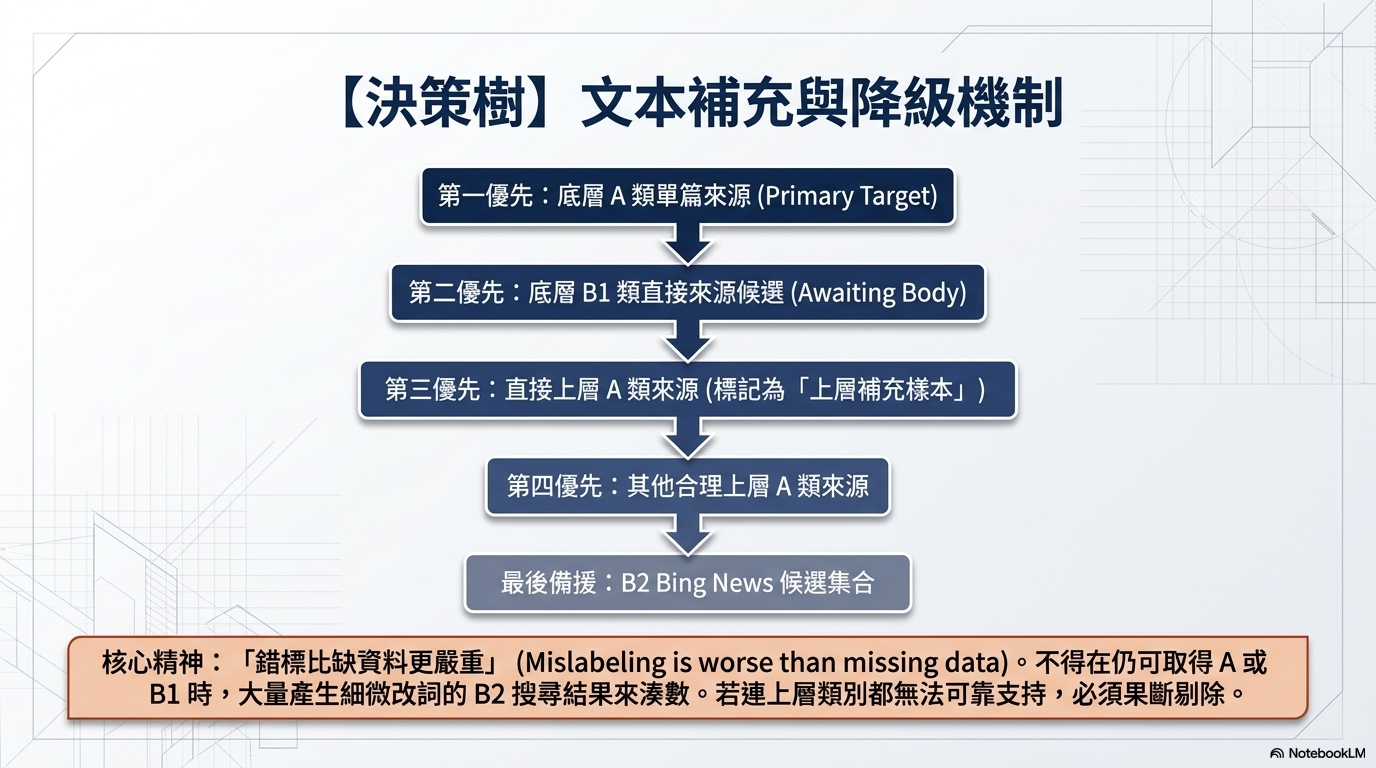 【決策樹】文本補充與降級機制
第一優先：底層 A 類單篇來源 (Primary Target)
第二優先：底層 B1 類直接來源候選 (Awaiting Body)
第三優先：直接上層 A 類來源 (標記為「上層補充樣本」)
第四優先：其他合理上層 A 類來源
最後備援：B2 Bing News 候選集合
核心精神：「錯標比缺資料更嚴重」 (Mislabeling is worse than missing data)。不得在仍可取得 A 或
B1 時，大量產生細微改詞的 B2 搜尋結果來湊數。若連上層類別都無法可靠支持，必須果斷剔除。
NotebookLM